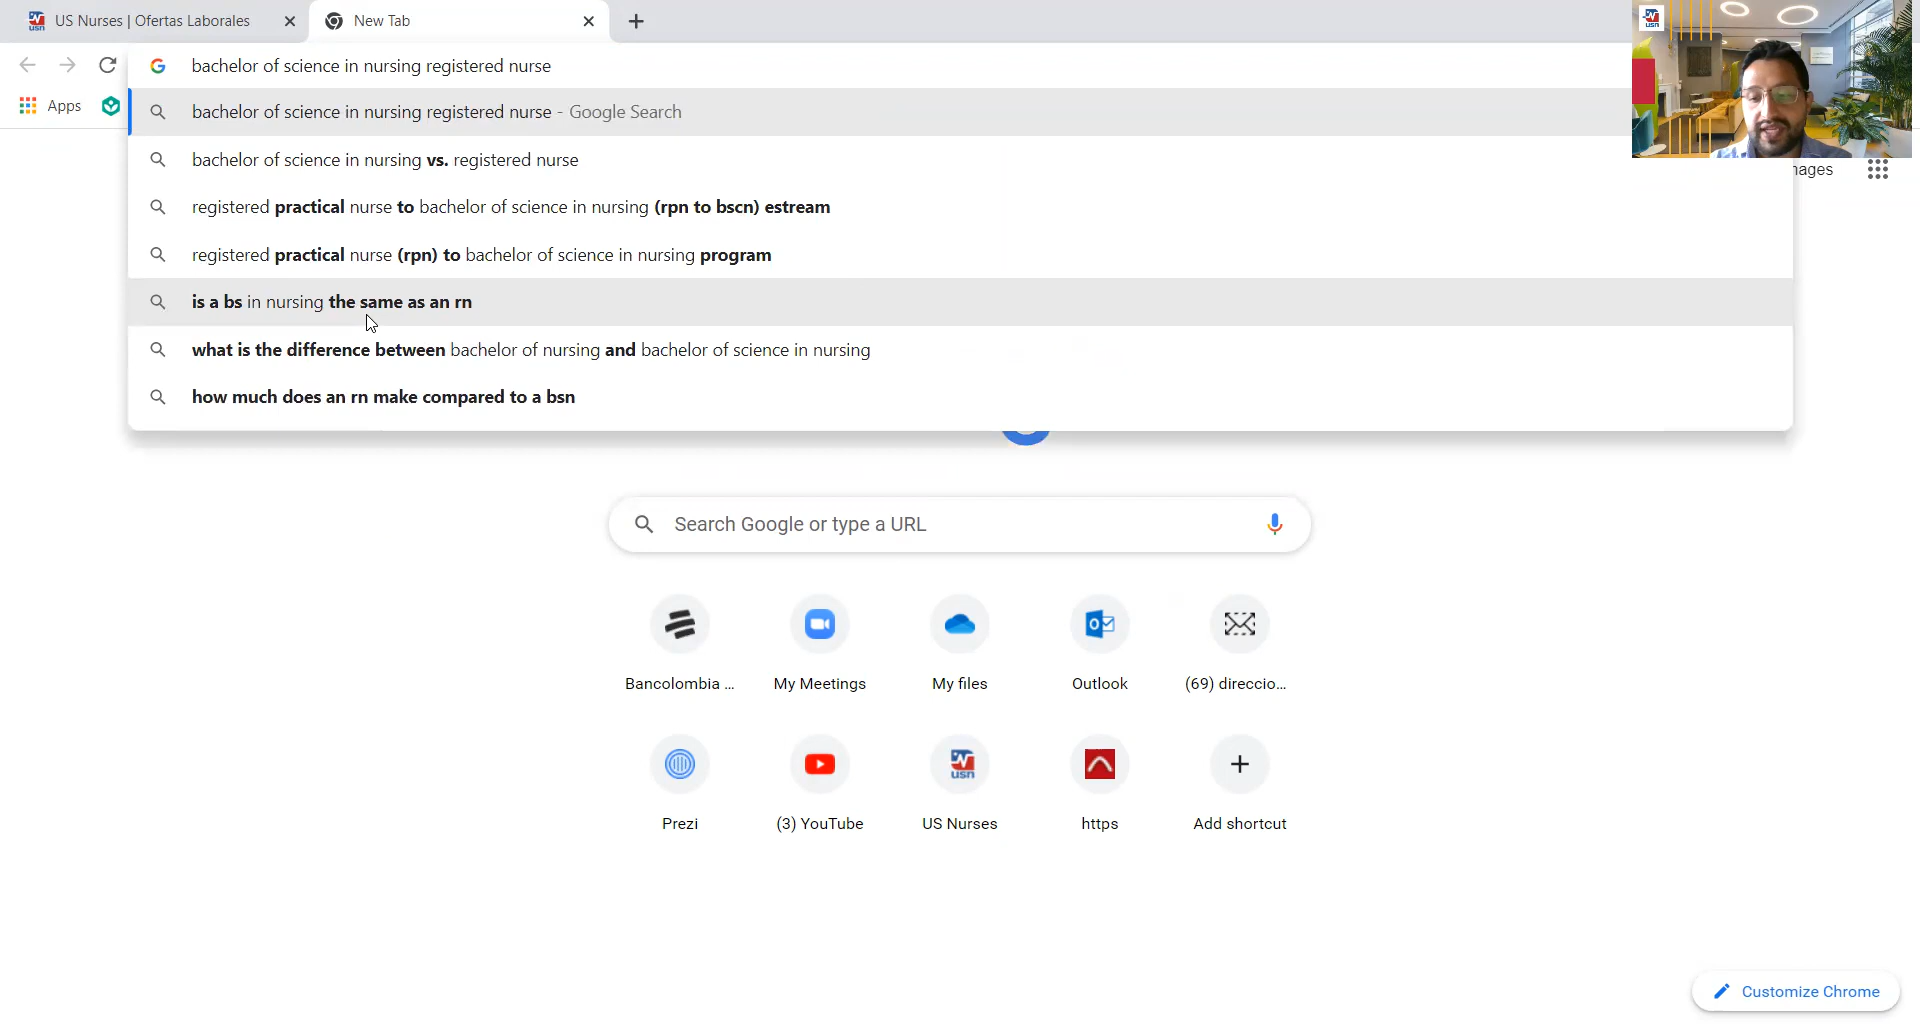 US Nurses | Ofertas Laborales
New Tab
bachelor of science in nursing registered nurse
Apps
bachelor of science in nursing registered nurse - Google Search
bachelor of science in nursing vs. registered nurse
registered practical nurse to bachelor of science in nursing (rpn to bscn) estream
registered practical nurse (rpn) to bachelor of science in nursing program
is a bs in nursing the same as an rn
what is the difference between bachelor of nursing and bachelor of science in nursing
how much does an rn make compared to a bsn
usn
Search Google or type a URL
Bancolombia ...
My Meetings
My files
Outlook
(69) direccio...
usn
Prezi
(3) YouTube
US Nurses
https
Add shortcut
Customize Chrome